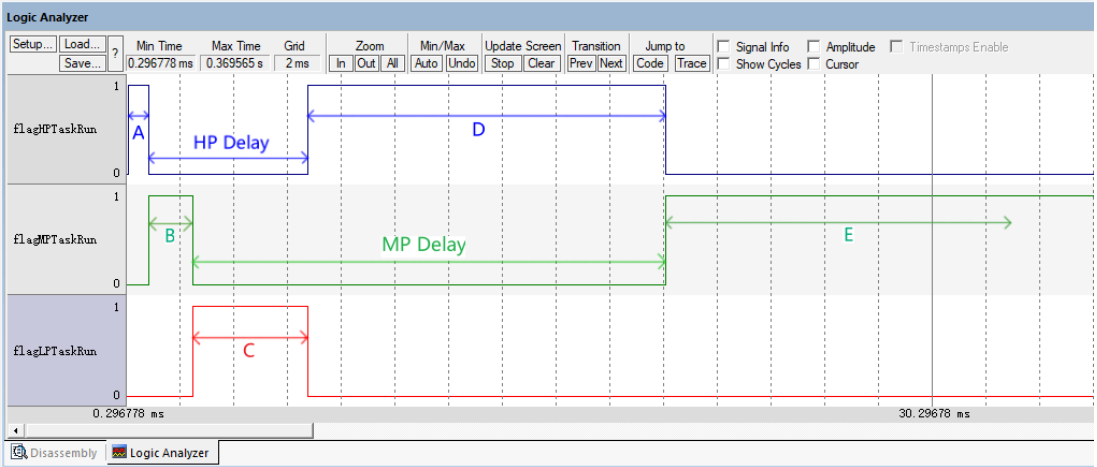 Logic Analyzer
Setup... Load... ? Min Time Max Time Grid Zoom Min/Max Update Screen Transition Jump to Signal Info Amplitude Timestamps Enable
Save... 0.296778 ms 0.369565 s 2 ms In Out All Auto Undo Stop Clear Prev Next Code Trace Show Cycles Cursor
1
flagHPTaskRun
A
D
HP Delay
0
1
flagMPTaskRun
B
E
MP Delay
0
1
flagLPTaskRun
C
0
0.296778 ms 30.29678 ms
Disassembly Logic Analyzer